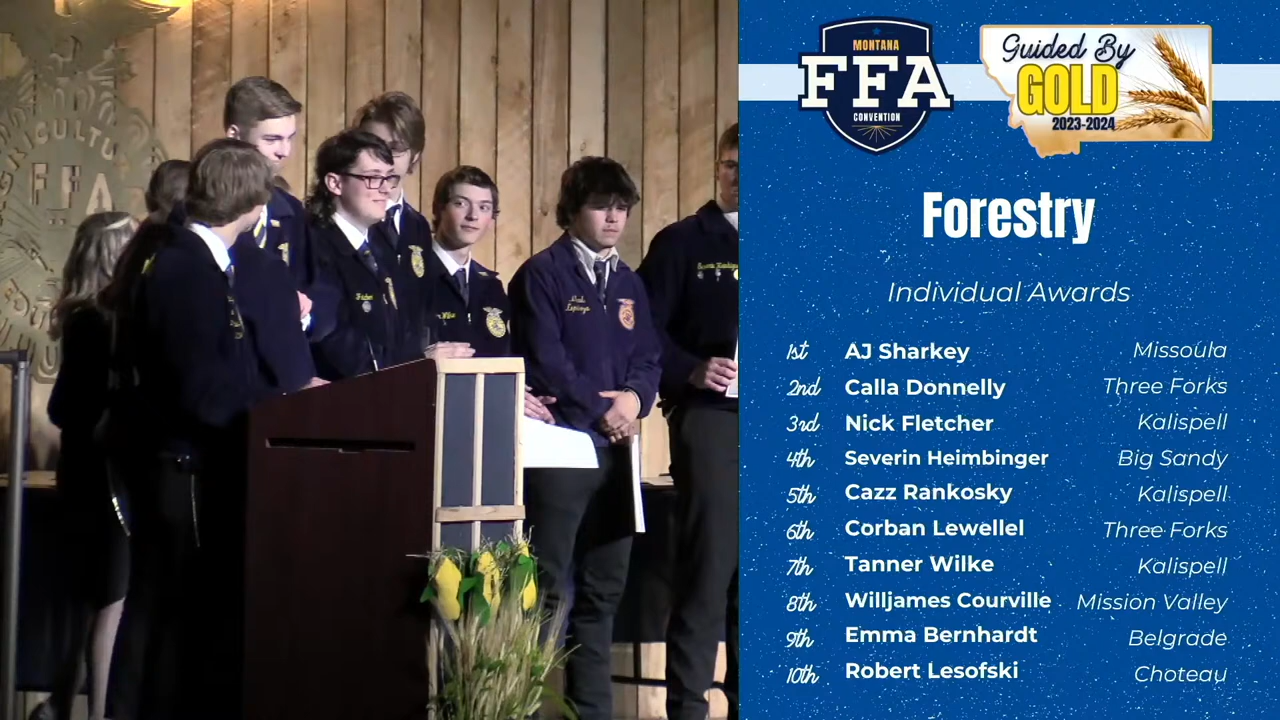 AGRICULTURE
FFA
MONTANA
FFA
CONVENTION
Guided By
GOLD
2023-2024
Forestry
Individual Awards
1st AJ Sharkey Missoula
2nd Calla Donnelly Three Forks
3rd Nick Fletcher Kalispell
4th Severin Heimbinger Big Sandy
5th Cazz Rankosky Kalispell
6th Corban Lewellel Three Forks
7th Tanner Wilke Kalispell
8th Willjames Courville Mission Valley
9th Emma Bernhardt Belgrade
10th Robert Lesofski Choteau